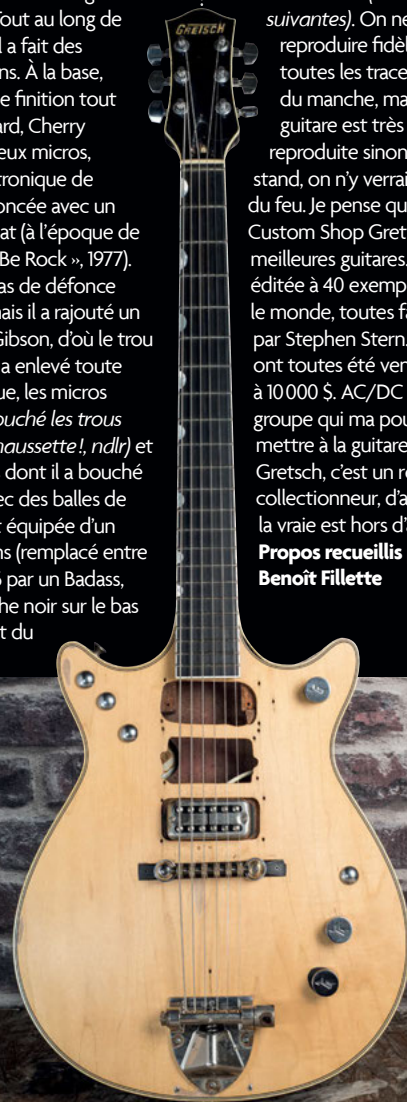 Tout au long de
l a fait des
ns. À la base,
e finition tout
ard, Cherry
eux micros,
tronique de
oncée avec un
at (à l'époque de
Be Rock », 1977).
as de défonce
mais il a rajouté un
Gibson, d'où le trou
a enlevé toute
ue, les micros
ouché les trous
haussette !, ndlr) et
s dont il a bouché
vec des balles de
t équipée d'un
ns (remplacé entre
par un Badass,
he noir sur le bas
t du
GRETSCH
suivantes). On ne
reproduire fidèl
toutes les trace
du manche, ma
guitare est très
reproduite sinon
stand, on n'y verrai
du feu. Je pense qu
Custom Shop Gret
meilleures guitares.
éditée à 40 exemp
le monde, toutes fa
par Stephen Stern.
ont toutes été ven
à 10 000 $. AC/DC
groupe qui ma pou
mettre à la guitare
Gretsch, c'est un r
collectionneur, d'a
la vraie est hors d'a
Propos recueillis
Benoît Fillette